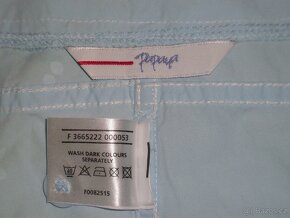 Papaya
F 3665222 000053
WASH DARK COLOURS
SEPARATELY
F0082515